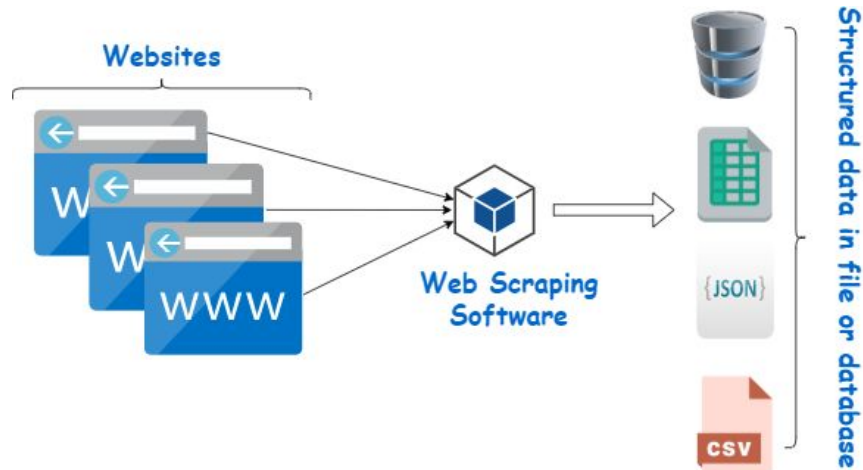 Websites
W
W
WWW
Web Scraping
Software
{JSON}
CSV
Structured data in file or database